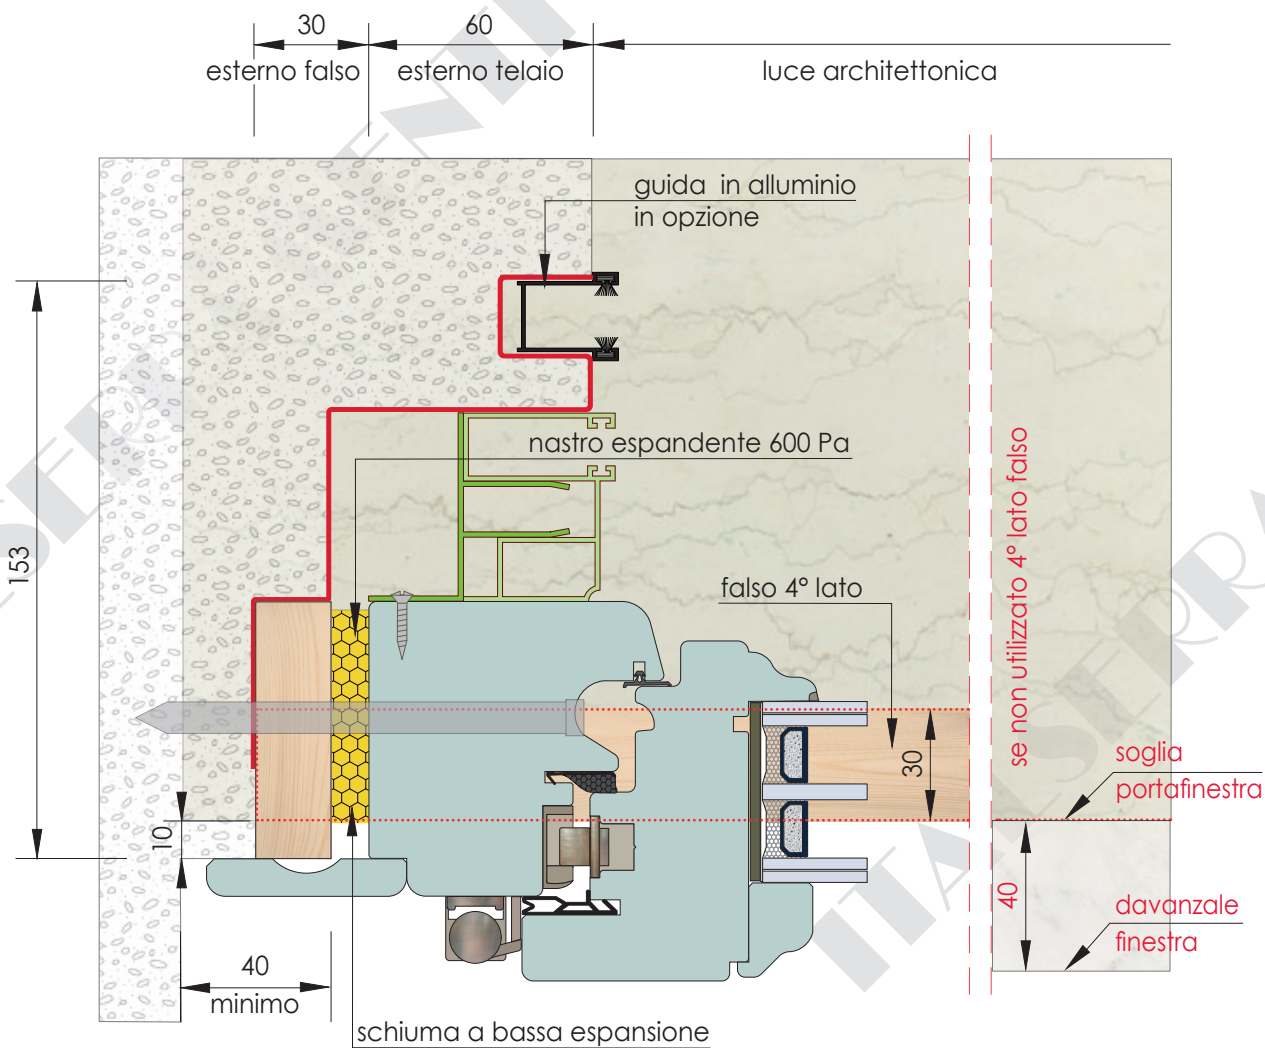 30
60
esterno falso
esterno telaio
luce architettonica
guida in alluminio
in opzione
nastro espandente 600 Pa
153
falso 4° lato
se non utilizzato 4° lato falso
30
soglia
portafinestra
10
40
davanzale
finestra
40
minimo
schiuma a bassa espansione